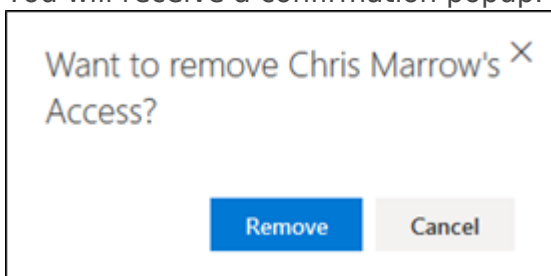 You will receive a confirmation popup.
Want to remove Chris Marrow's
Access?
Remove Cancel